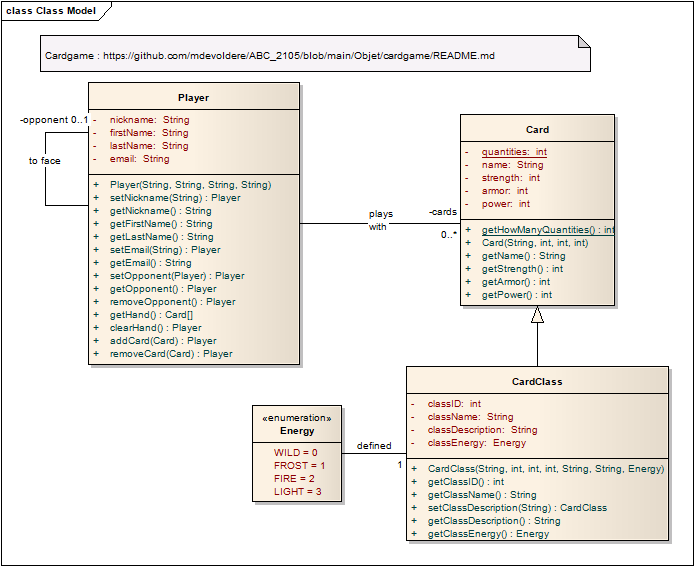 class Class Model
Cardgame : https://github.com/mdevoldere/ABC_2105/blob/main/Objet/cardgame/README.md
Player
-opponent 0..1
- nickname: String
- firstName: String
- lastName: String
- email: String
to face
+ Player(String, String, String, String)
+ setNickname(String) : Player
+ getNickname() : String
+ getFirstName() : String
+ getLastName() : String
+ setEmail(String) : Player
+ getEmail() : String
+ setOpponent(Player) : Player
+ getOpponent() : Player
+ removeOpponent() : Player
+ getHand() : Card[]
+ clearHand() : Player
+ addCard(Card) : Player
+ removeCard(Card) : Player
plays
with
-cards
0..*
Card
- quantities: int
- name: String
- strength: int
- armor: int
- power: int
+ getHowManyQuantities() : int
+ Card(String, int, int, int)
+ getName() : String
+ getStrength() : int
+ getArmor() : int
+ getPower() : int
«enumeration»
Energy
WILD = 0
FROST = 1
FIRE = 2
LIGHT = 3
defined
1
CardClass
- classID: int
- className: String
- classDescription: String
- classEnergy: Energy
+ CardClass(String, int, int, int, String, String, Energy)
+ getClassID() : int
+ getClassName() : String
+ setClassDescription(String) : CardClass
+ getClassDescription() : String
+ getClassEnergy() : Energy